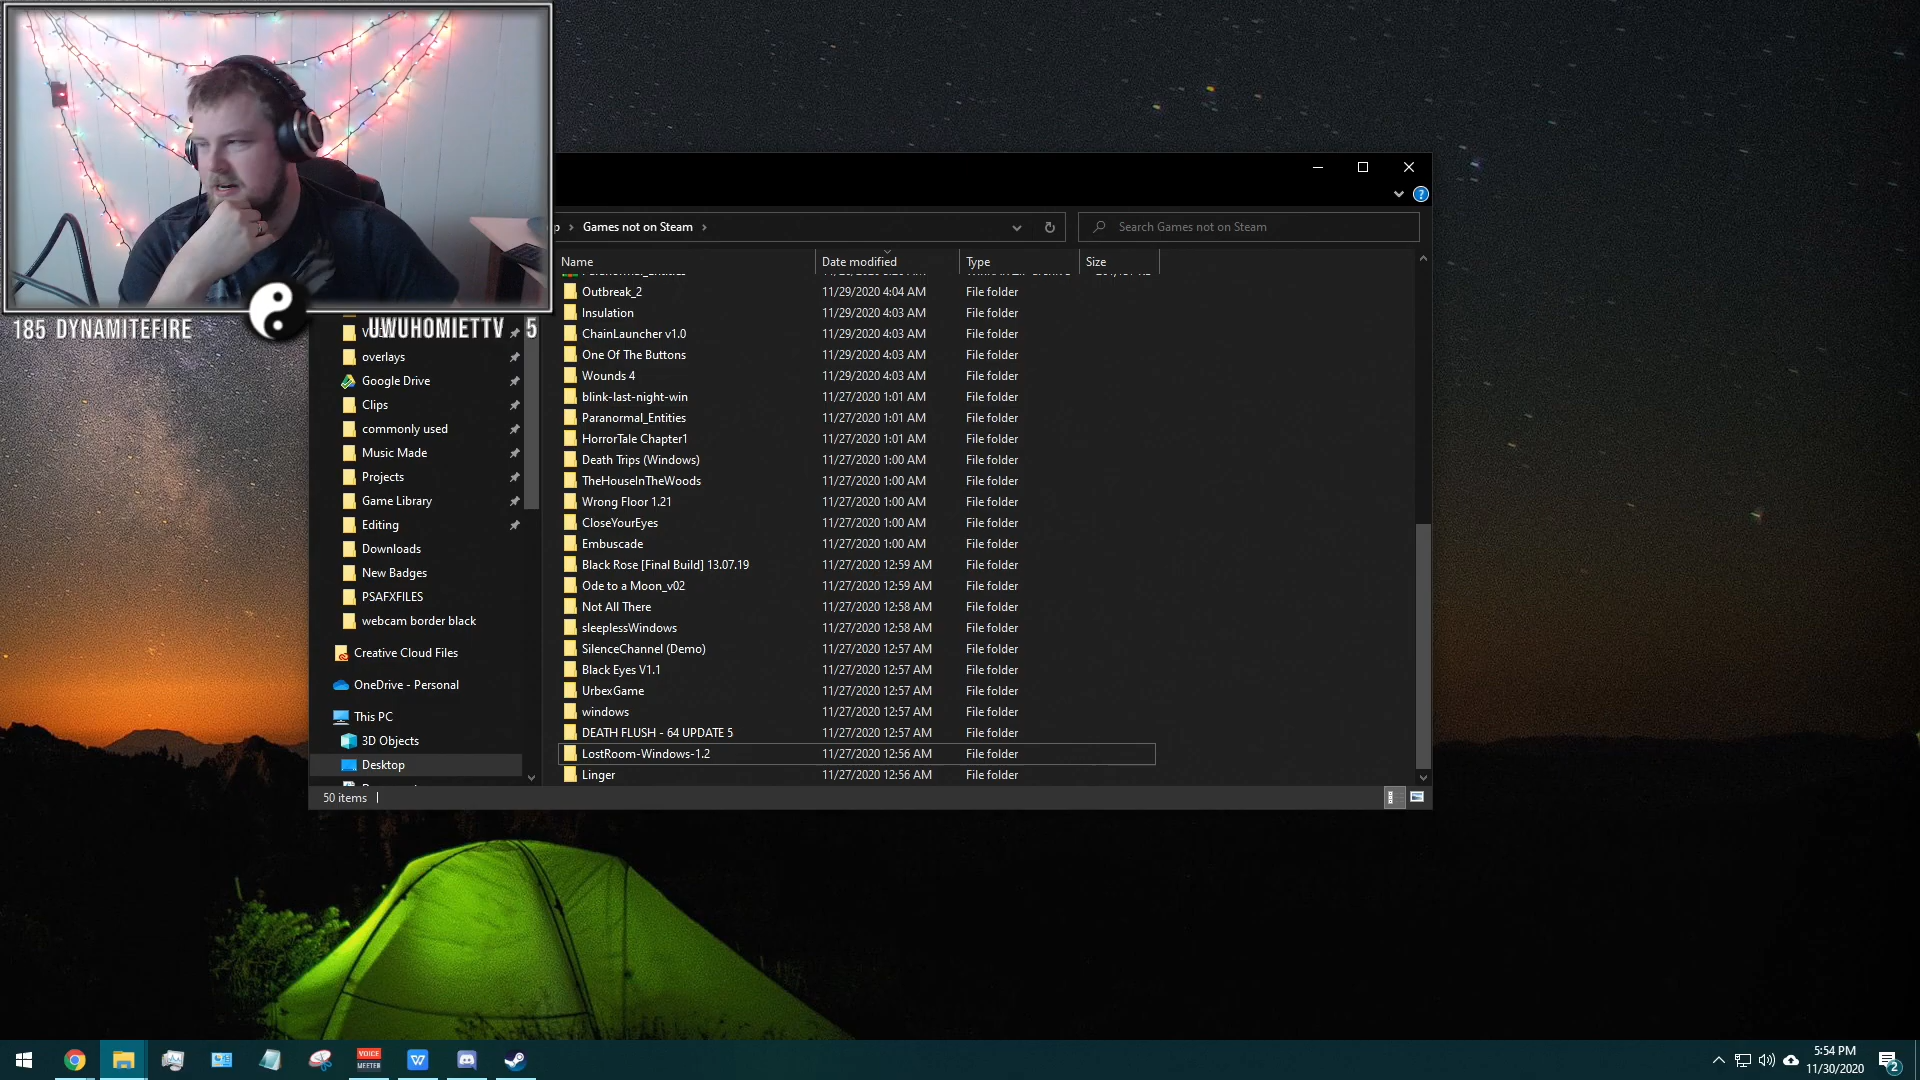 185 DYNAMITEFIRE
UWUHOMIETTV 5
Games not on Steam
Search Games not on Steam
Name Date modified Type Size
Outbreak_2 11/29/2020 4:04 AM File folder
Insulation 11/29/2020 4:03 AM File folder
ChainLauncher v1.0 11/29/2020 4:03 AM File folder
One Of The Buttons 11/29/2020 4:03 AM File folder
Wounds 4 11/29/2020 4:03 AM File folder
blink-last-night-win 11/27/2020 1:01 AM File folder
Paranormal_Entities 11/27/2020 1:01 AM File folder
HorrorTale Chapter1 11/27/2020 1:01 AM File folder
Death Trips (Windows) 11/27/2020 1:00 AM File folder
TheHouseInTheWoods 11/27/2020 1:00 AM File folder
Wrong Floor 1.21 11/27/2020 1:00 AM File folder
CloseYourEyes 11/27/2020 1:00 AM File folder
Embuscade 11/27/2020 1:00 AM File folder
Black Rose [Final Build] 13.07.19 11/27/2020 12:59 AM File folder
Ode to a Moon_v02 11/27/2020 12:59 AM File folder
Not All There 11/27/2020 12:58 AM File folder
sleeplessWindows 11/27/2020 12:58 AM File folder
SilenceChannel (Demo) 11/27/2020 12:57 AM File folder
Black Eyes V1.1 11/27/2020 12:57 AM File folder
UrbexGame 11/27/2020 12:57 AM File folder
windows 11/27/2020 12:57 AM File folder
DEATH FLUSH - 64 UPDATE 5 11/27/2020 12:57 AM File folder
LostRoom-Windows-1.2 11/27/2020 12:56 AM File folder
Linger 11/27/2020 12:56 AM File folder
overlays
Google Drive
Clips
commonly used
Music Made
Projects
Game Library
Editing
Downloads
New Badges
PSAFXFILES
webcam border black
Creative Cloud Files
OneDrive - Personal
This PC
3D Objects
Desktop
50 items
VOICE
MEETER
5:54 PM
11/30/2020
2